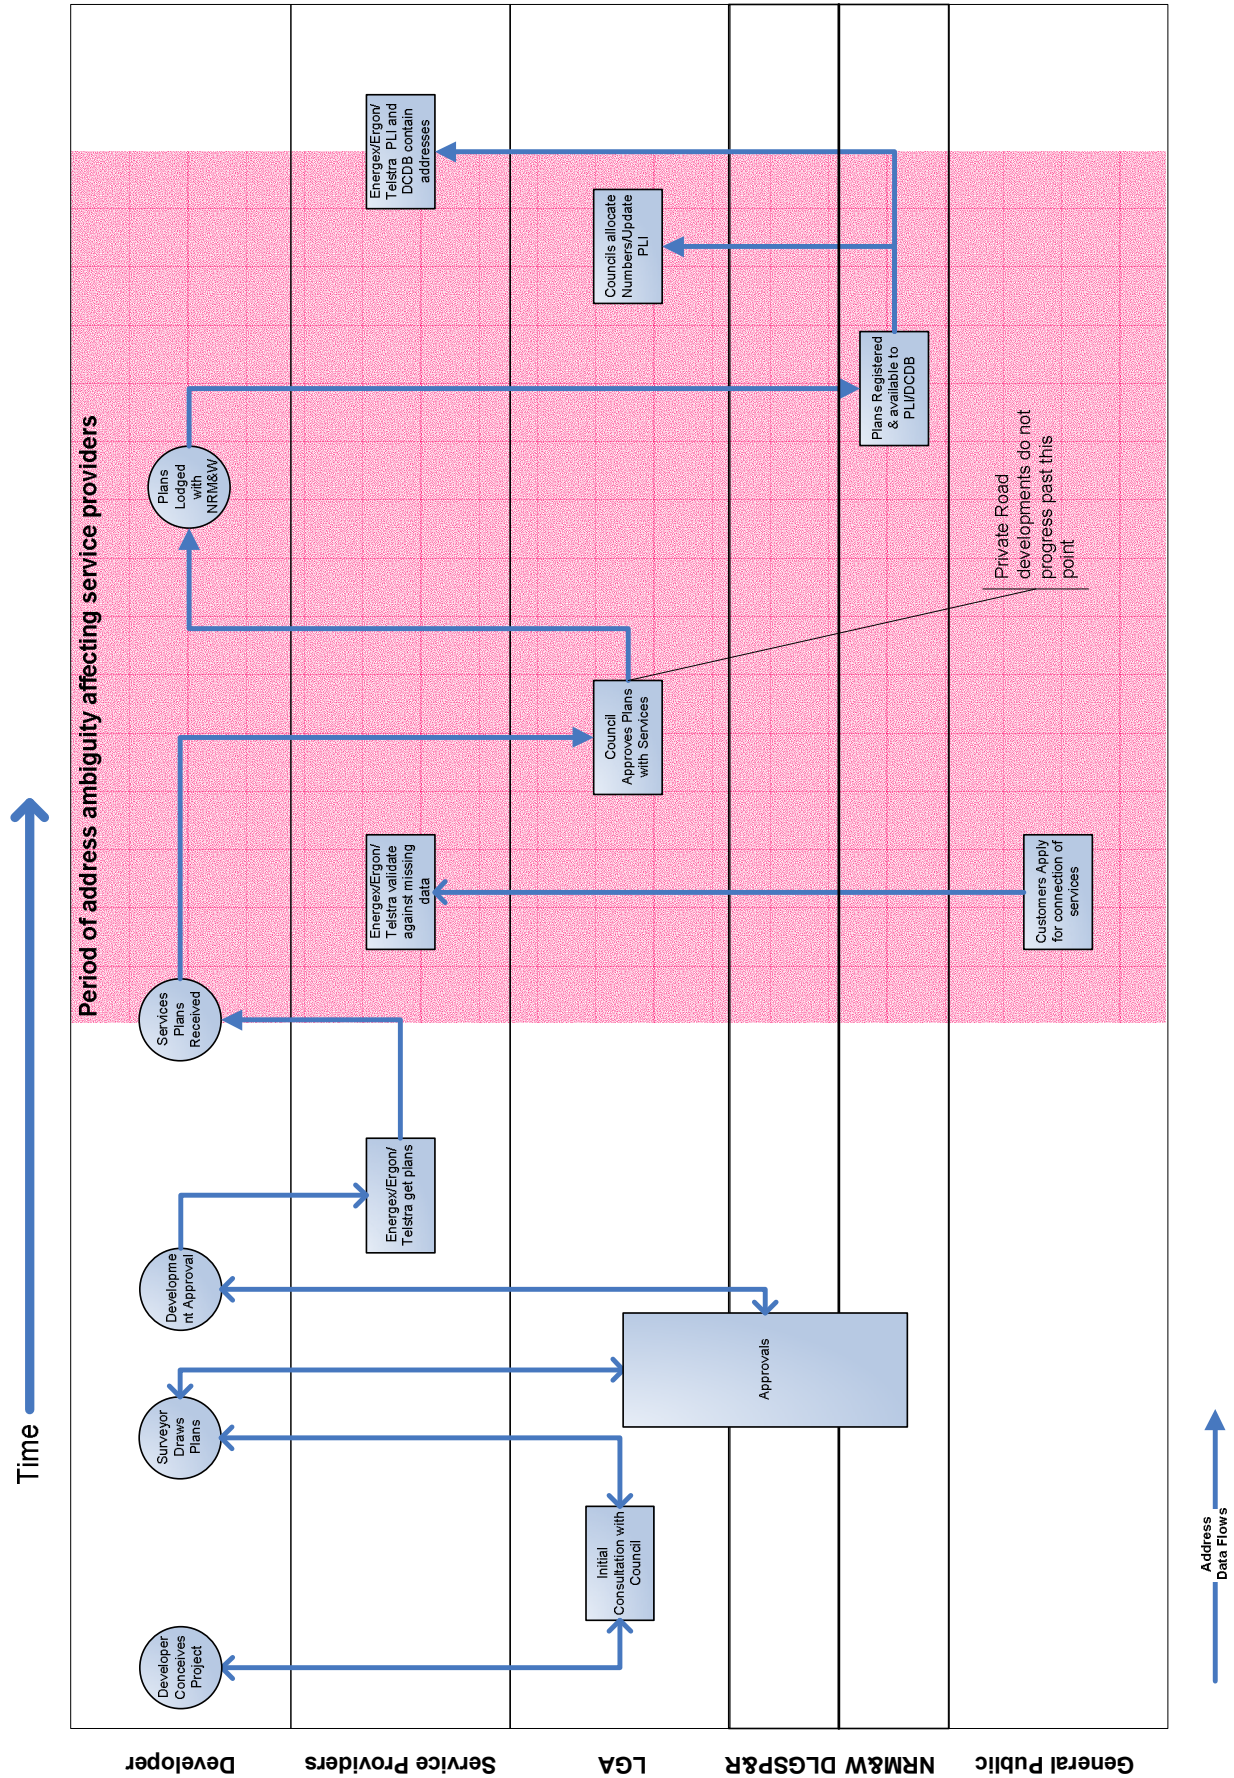 Time
Period of address ambiguity affecting service providers
Developer
Developer
Conceives
Project
Surveyor
Draws
Plans
Developme
nt Approval
Services
Plans
Received
Plans
Lodged
with
NRM&W
Service Providers
Energex/Ergon/
Telstra get plans
Energex/Ergon/
Telstra validate
against missing
data
Energex/Ergon/
Telstra PLI and
DCDB contain
addresses
LGA
Initial
Consultation with
Council
Approvals
Council
Approves Plans
with Services
Councils allocate
Numbers/Update
PLI
DLGSP&R
NRM&W
Plans Registered
& available to
PLI/DCDB
General Public
Customers Apply
for connection of
services
Private Road
developments do not
progress past this
point
Address
Data Flows